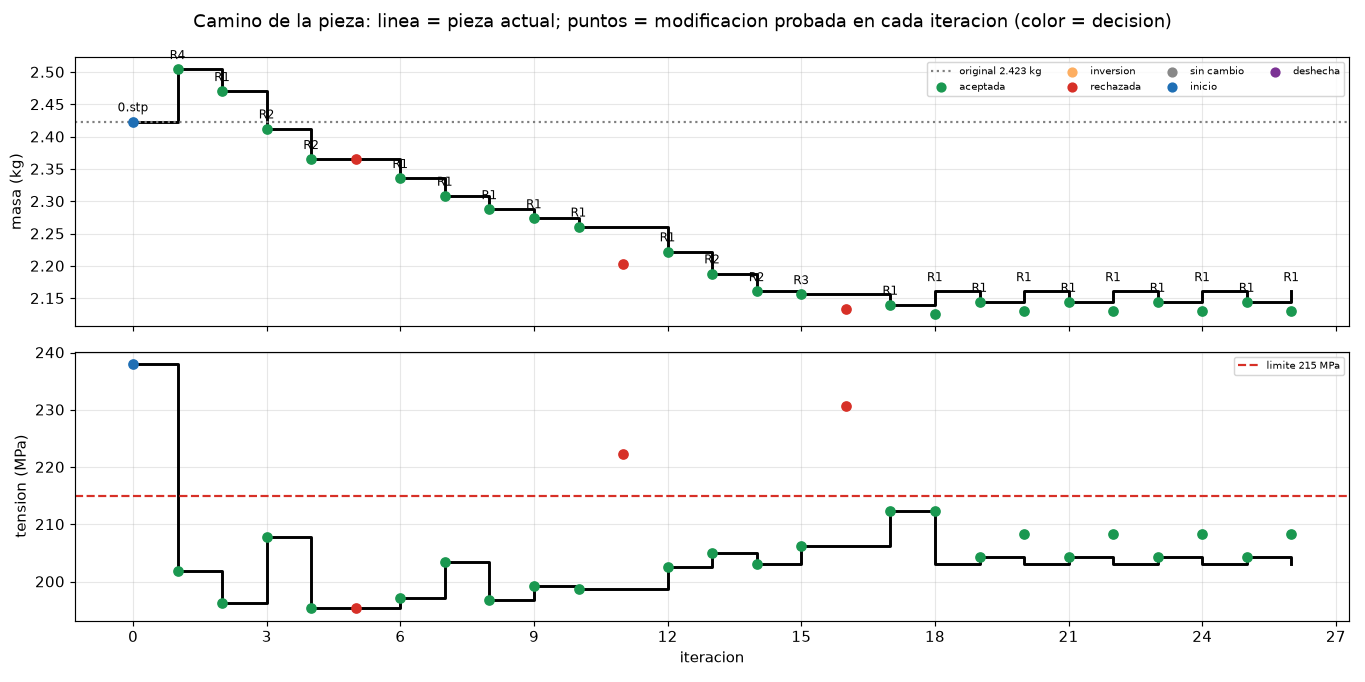 Camino de la pieza: linea = pieza actual; puntos = modificacion probada en cada iteracion (color = decision)
original 2.423 kg
aceptada
inversion
rechazada
sin cambio
inicio
deshecha
masa (kg)
2.50
2.45
2.40
2.35
2.30
2.25
2.20
2.15
0.stp
R4
R1
R2
R2
R1
R1
R1
R1
R1
R1
R2
R2
R3
R1
R1
R1
R1
R1
R1
R1
R1
R1
R1
limite 215 MPa
tension (MPa)
240
230
220
210
200
0 3 6 9 12 15 18 21 24 27
iteracion